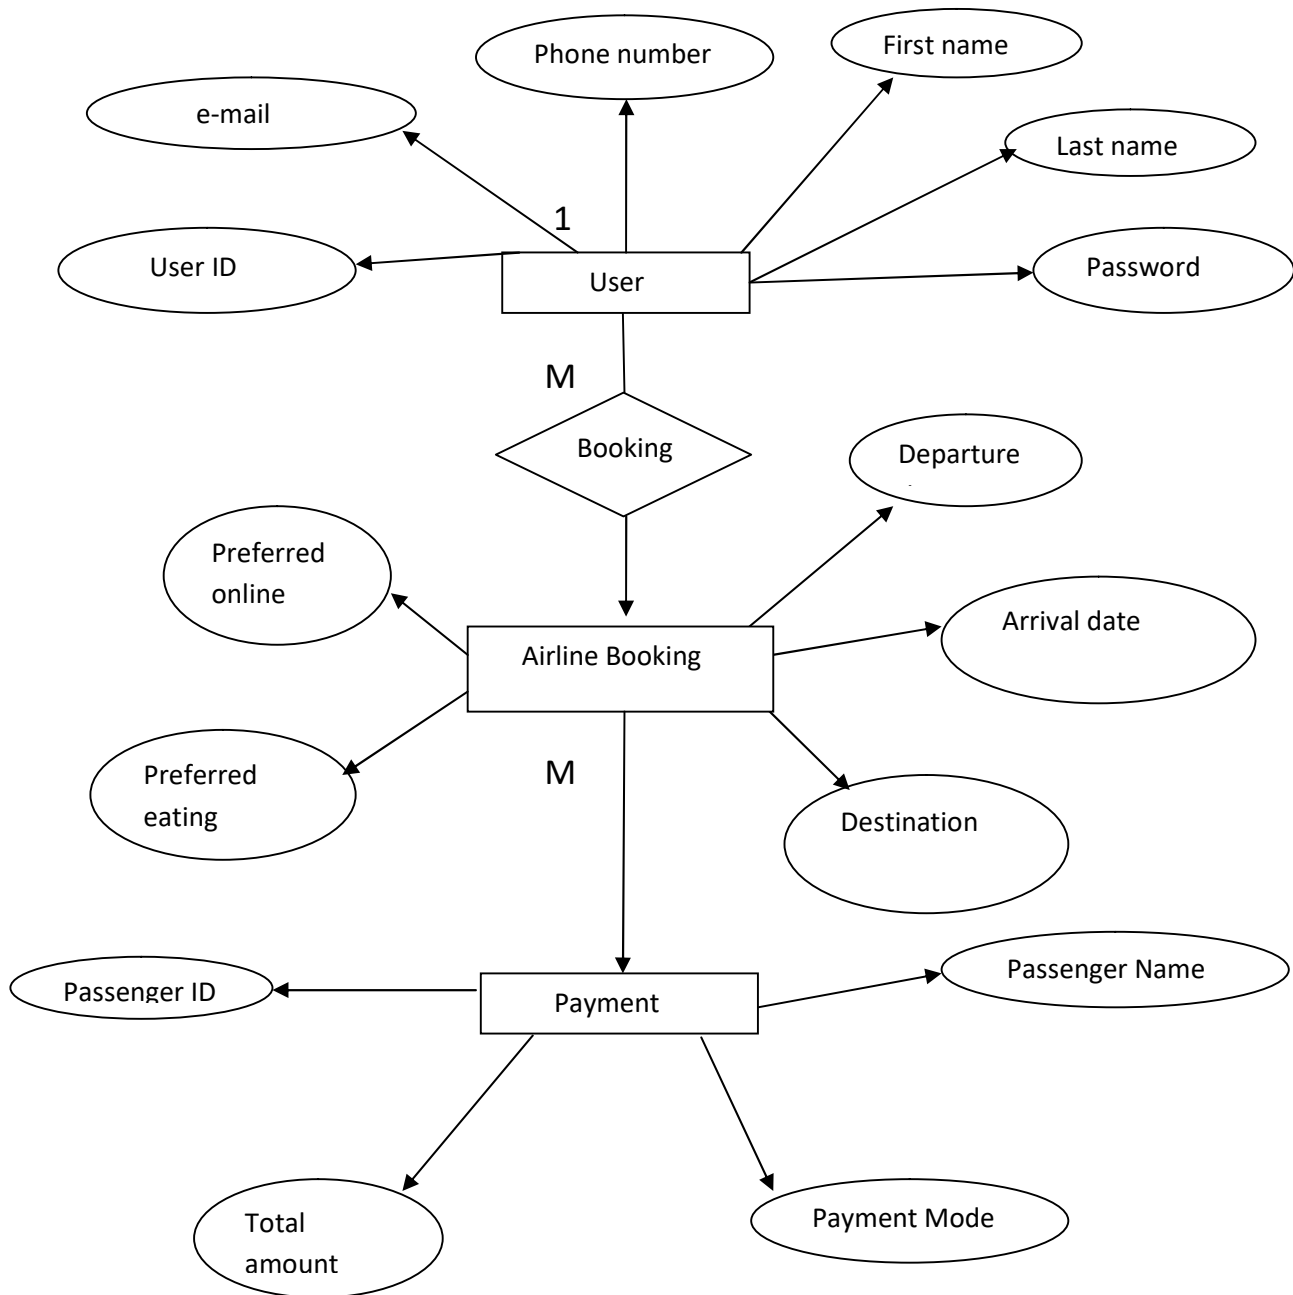 First name
Phone number
e-mail
Last name
1
User ID
User
Password
M
Booking
Departure
Preferred
online
Arrival date
Airline Booking
M
Preferred
eating
Destination
Passenger ID
Payment
Passenger Name
Total
amount
Payment Mode